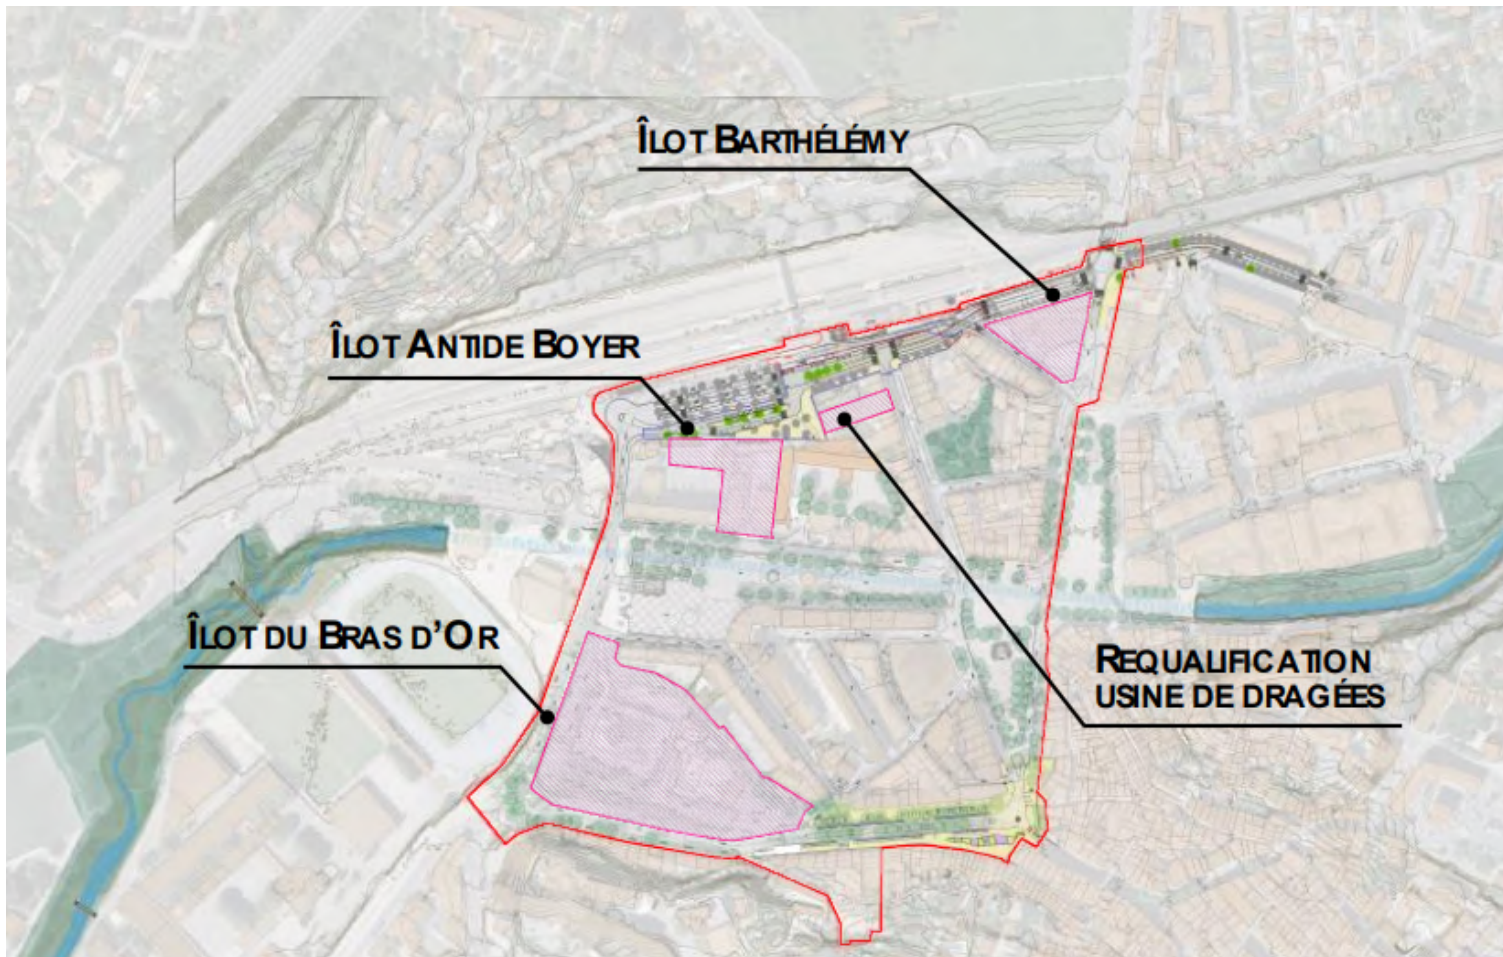 ÎLOT BARTHÉLÉMY
ÎLOT ANTIDE BOYER
ÎLOT DU BRAS D'OR
REQUALIFICATION
USINE DE DRAGÉES